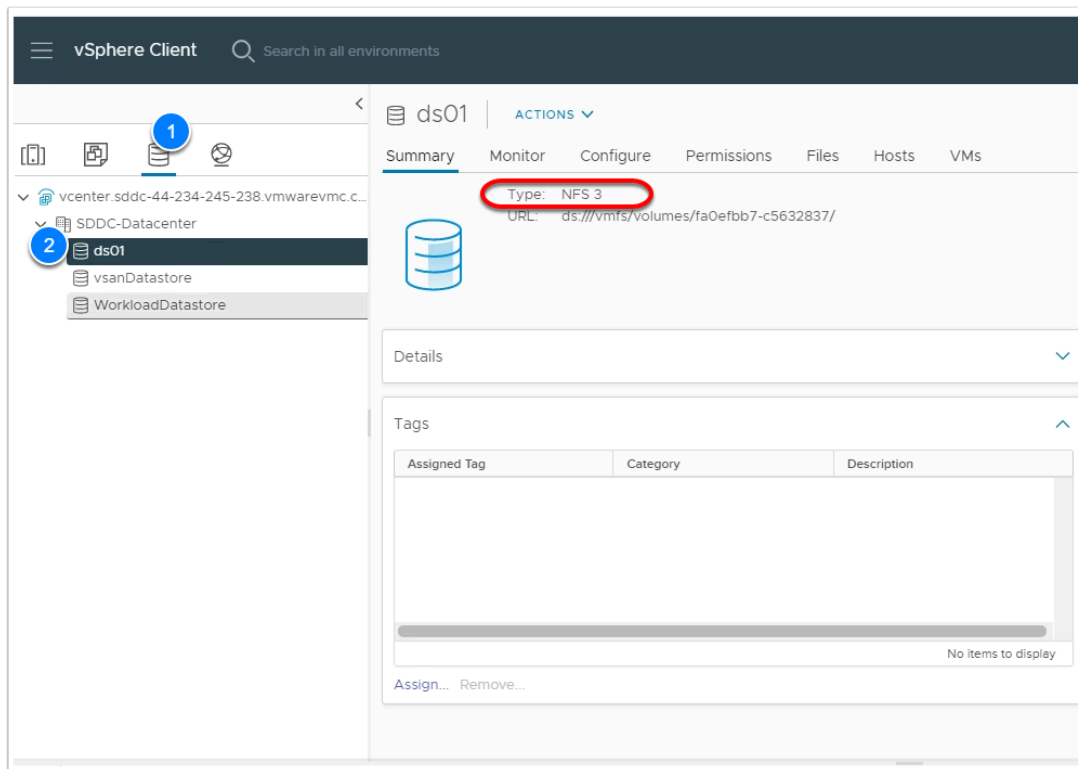 vSphere Client Search in all environments
1
ds01 ACTIONS
Summary Monitor Configure Permissions Files Hosts VMs
vcenter.sddc-44-234-245-238.vmwarevmc.c...
Type: NFS 3
SDDC-Datacenter
URL: ds:///vmfs/volumes/fa0efbb7-c5632837/
2
ds01
vsanDatastore
WorkloadDatastore
Details
Tags
Assigned Tag Category Description
No items to display
Assign... Remove...